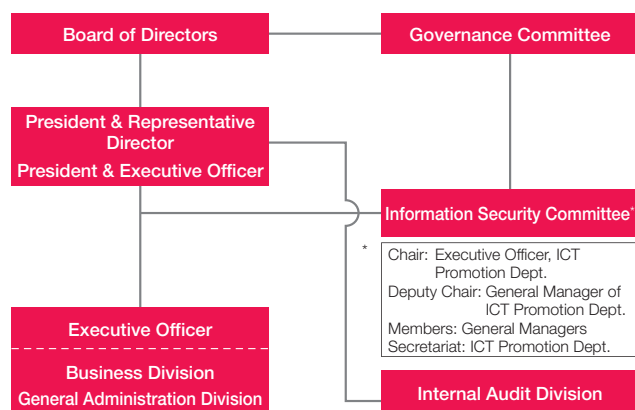 Board of Directors
Governance Committee
President & Representative
Director
President & Executive Officer
Information Security Committee*
*
Chair: Executive Officer, ICT
Promotion Dept.
Deputy Chair: General Manager of
ICT Promotion Dept.
Members: General Managers
Secretariat: ICT Promotion Dept.
Executive Officer
Business Division
General Administration Division
Internal Audit Division